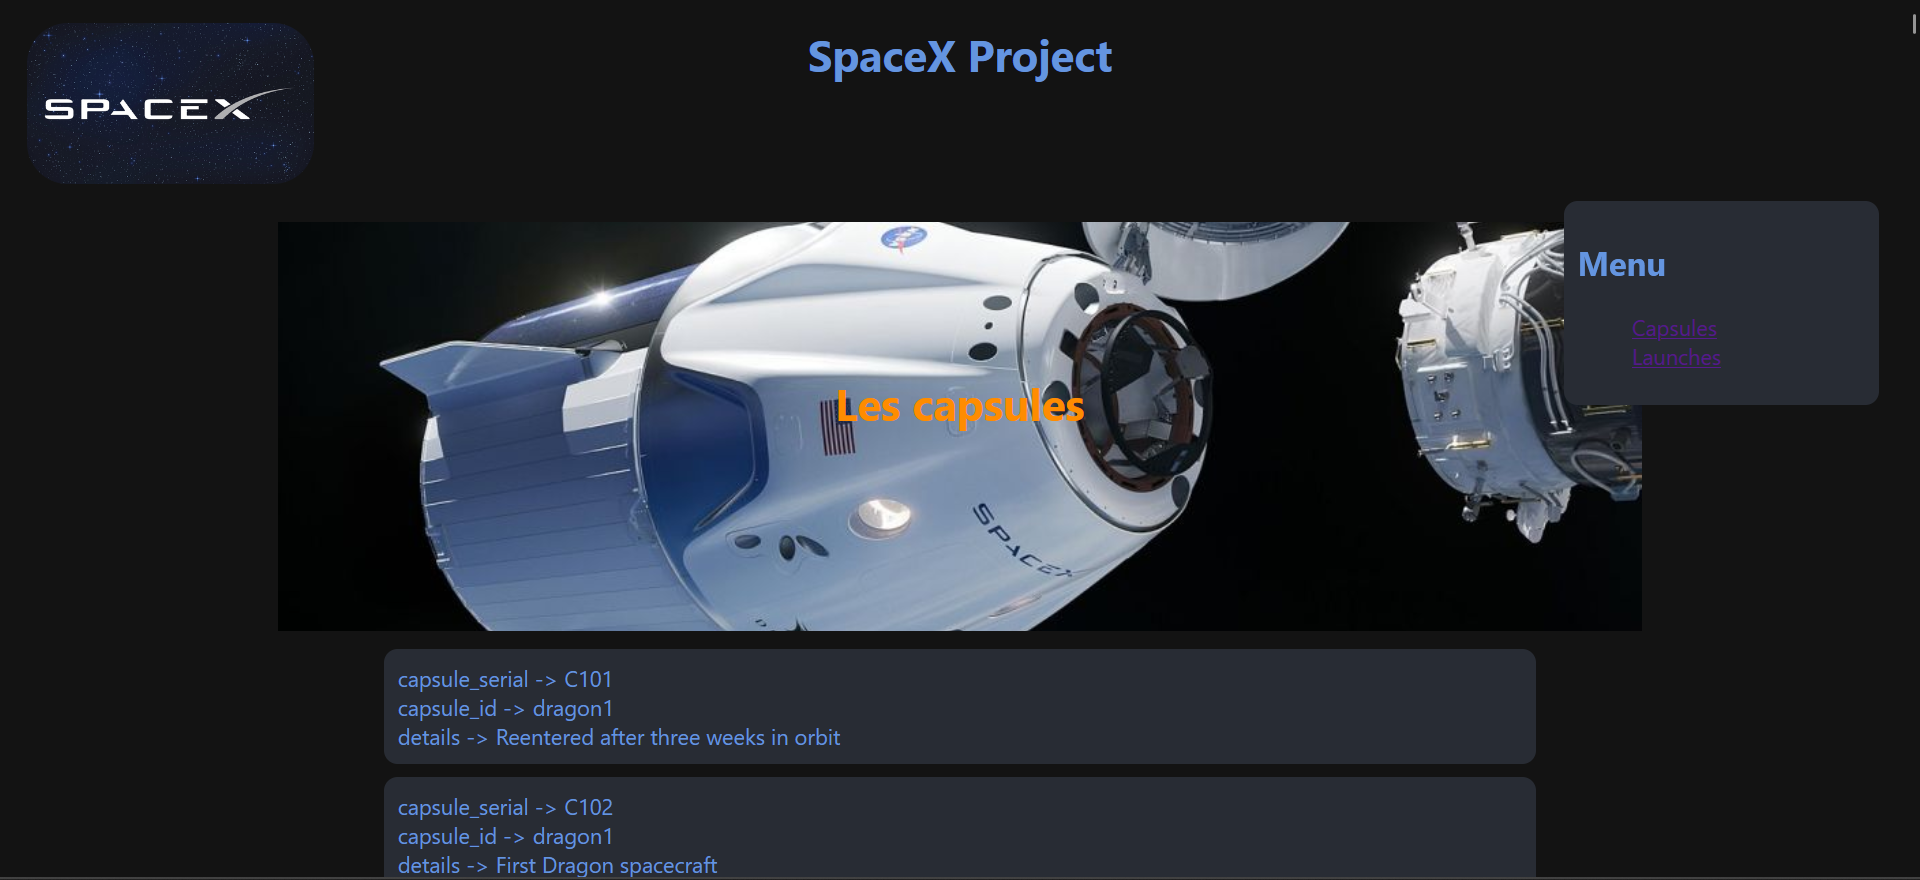 SPACEX
SpaceX Project
Menu
Capsules
Launches
Les capsules
SPACEX
capsule_serial -> C101
capsule_id -> dragon1
details -> Reentered after three weeks in orbit
capsule_serial -> C102
capsule_id -> dragon1
details -> First Dragon spacecraft